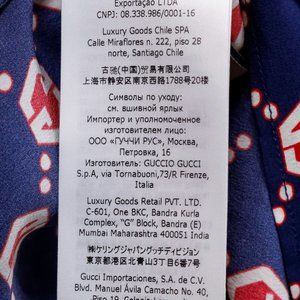 Exportação LTDA
CNPJ: 08.338.986/0001-16
Luxury Goods Chile SPA
Calle Miraflores n. 222, piso 28
norte, Santiago Chile
古驰(中国)贸易有限公司
上海市静安区南京西路1788号20楼
Символы по уходу:
см. вшивной ярлык
Импортер и уполномоченное
изготовителем лицо:
ООО "ГУЧЧИ РУС", Москва,
Петровка, 16
Изготовитель: GUCCIO GUCCI
S.p.A, via Tornabuoni,73/R Firenze,
Italia
Luxury Goods Retail PVT. LTD.
C-601, One BKC, Bandra Kurla
Complex, "G" Block, Bandra (E)
Mumbai Maharashtra 400051 India
㈱ケリングジャパングッチディビジョン
東京都港区北青山3丁目6番7号
Gucci Importaciones, S.A. de C.V.
Blvd. Manuel Ávila Camacho No.
40 Piso 19,